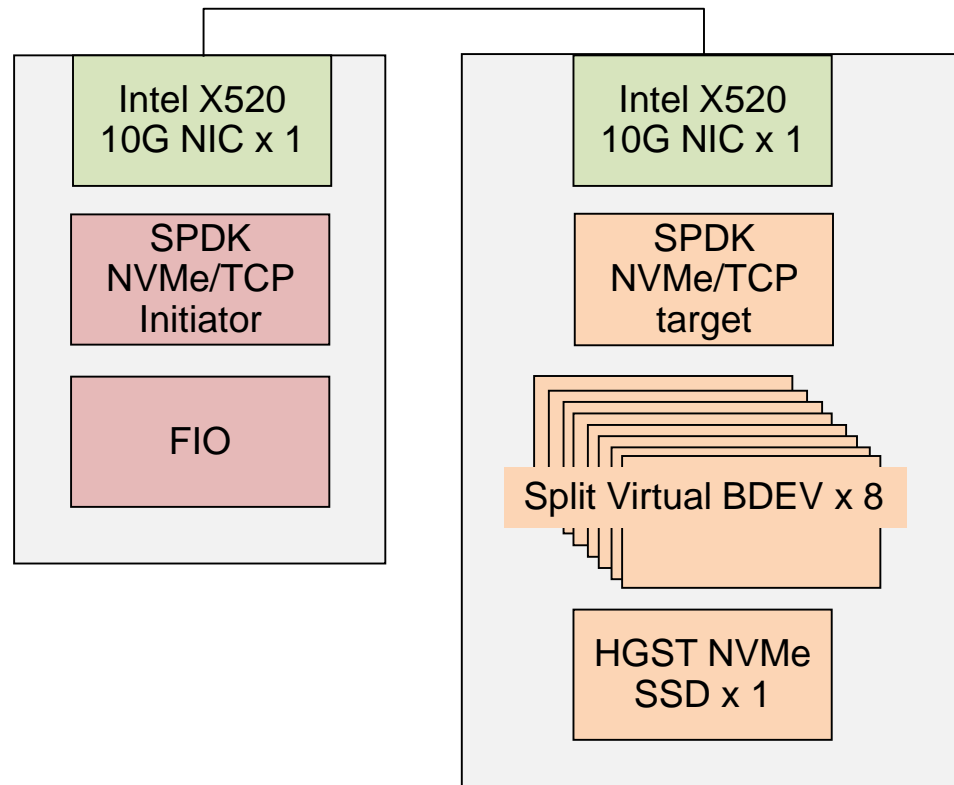 Intel X520
10G NIC x 1
SPDK
NVMe/TCP
Initiator
FIO
Intel X520
10G NIC x 1
SPDK
NVMe/TCP
target
Split Virtual BDEV x 8
HGST NVMe
SSD x 1